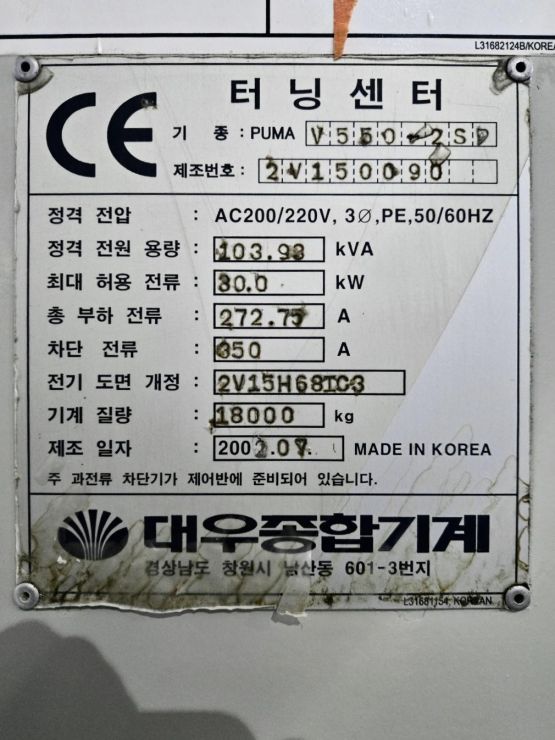 L31682124B/KOREA
CE 터닝센터
기 종 : PUMA V550-2SP
제조번호 : 2V150090
정격 전압 : AC200/220V, 3Ø,PE,50/60HZ
정격 전원 용량 : 103.93 kVA
최대 허용 전류 : 80.0 kW
총 부하 전류 : 272.75 A
차단 전류 : 350 A
전기 도면 개정 : 2V15H68IC3
기계 질량 : 18000 kg
제조 일자 : 2002.07. MADE IN KOREA
주 과전류 차단기가 제어반에 준비되어 있습니다.
대우종합기계
경상남도 창원시 남산동 601-3번지
L31681154, KOREAN